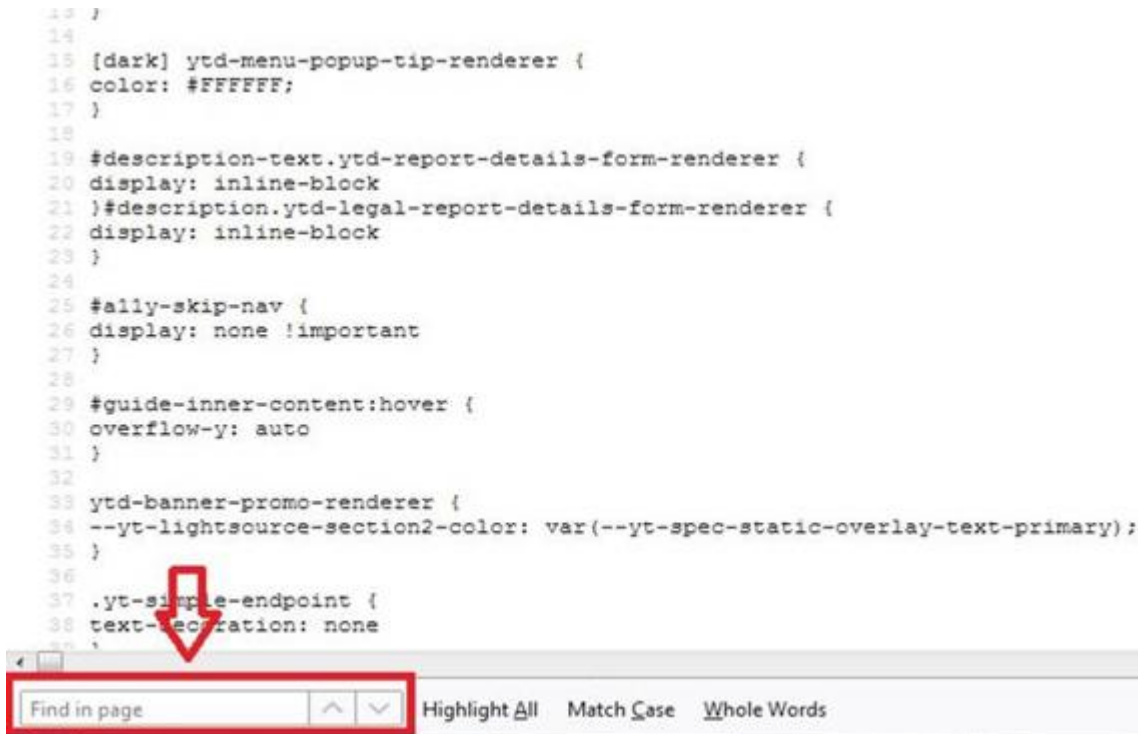 13 }
14
15 [dark] ytd-menu-popup-tip-renderer {
16 color: #FFFFFF;
17 }
18
19 #description-text.ytd-report-details-form-renderer {
20 display: inline-block
21 }#description.ytd-legal-report-details-form-renderer {
22 display: inline-block
23 }
24
25 #a11y-skip-nav {
26 display: none !important
27 }
28
29 #guide-inner-content:hover {
30 overflow-y: auto
31 }
32
33 ytd-banner-promo-renderer {
34 --yt-lightsource-section2-color: var(--yt-spec-static-overlay-text-primary);
35 }
36
37 .yt-simple-endpoint {
38 text-decoration: none
39 }
Find in page Highlight All Match Case Whole Words